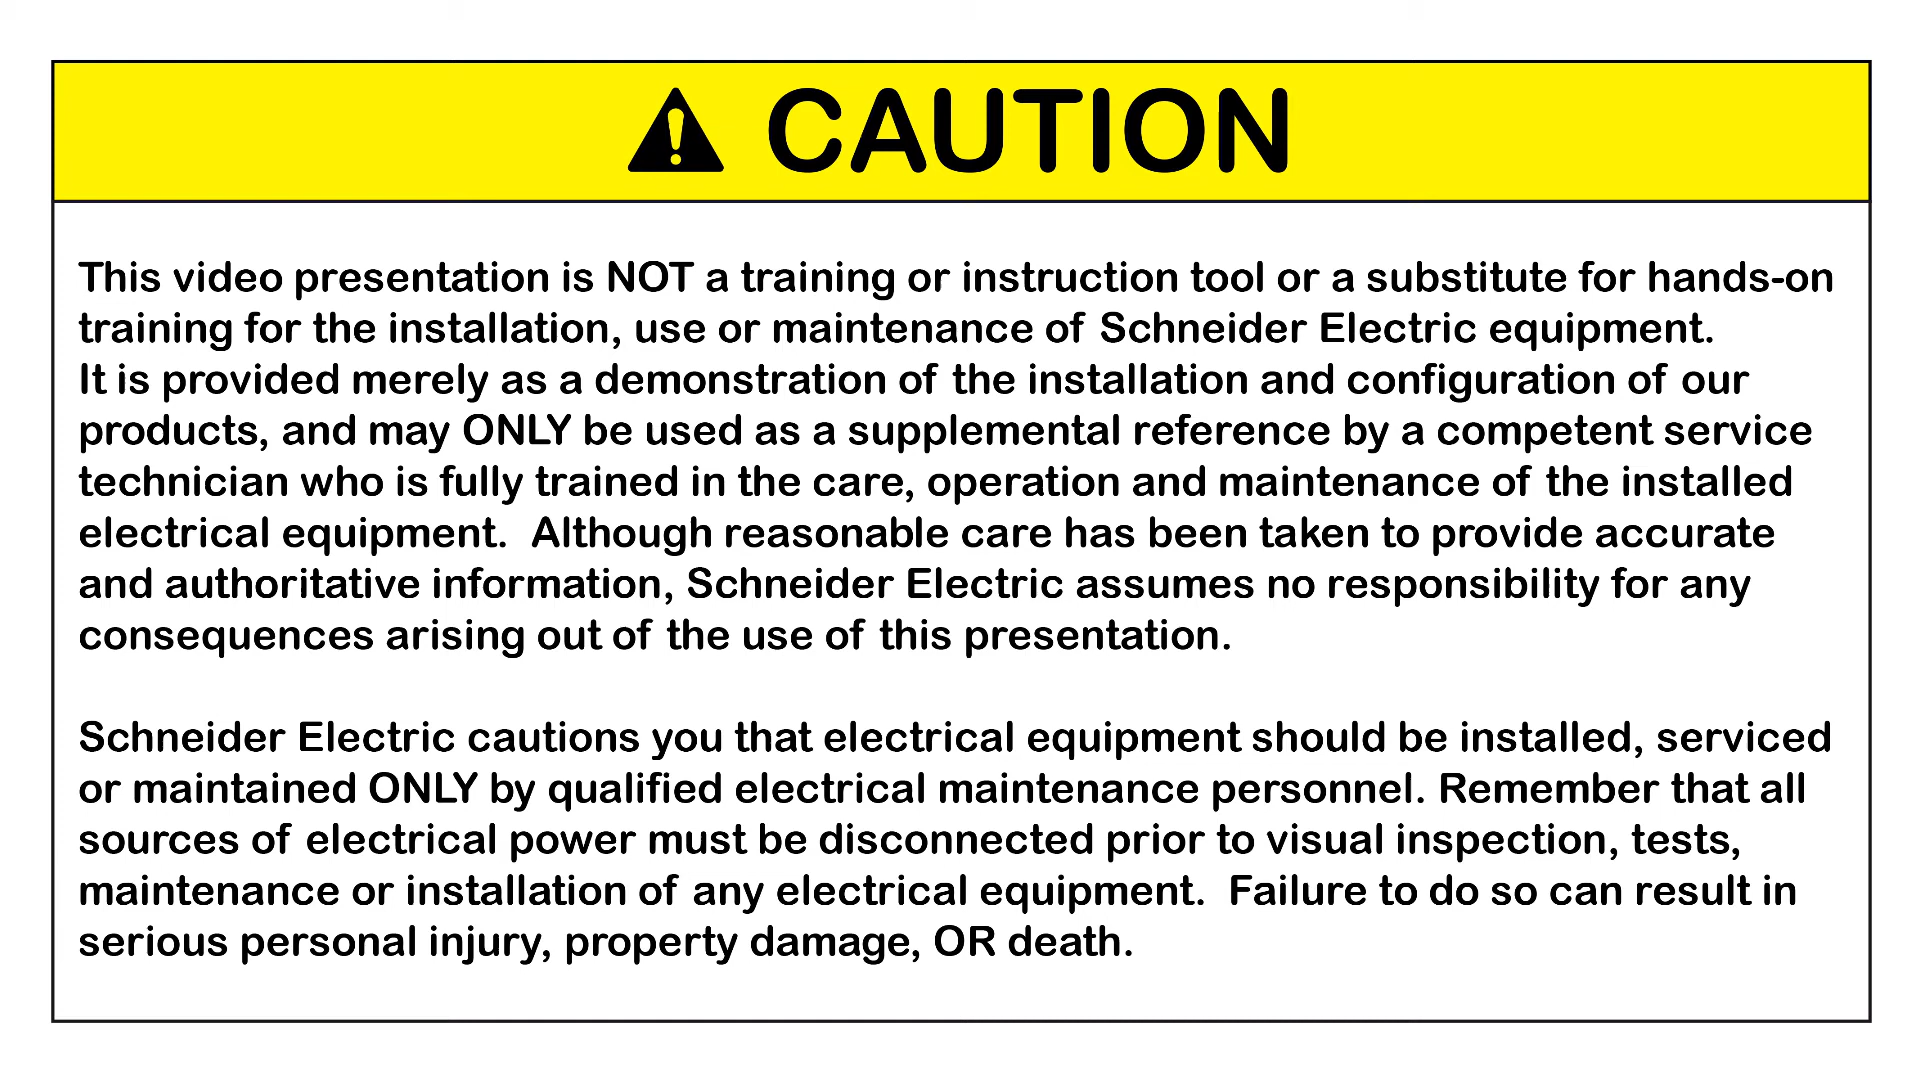 CAUTION
This video presentation is NOT a training or instruction tool or a substitute for hands-on
training for the installation, use or maintenance of Schneider Electric equipment.
It is provided merely as a demonstration of the installation and configuration of our
products, and may ONLY be used as a supplemental reference by a competent service
technician who is fully trained in the care, operation and maintenance of the installed
electrical equipment.  Although reasonable care has been taken to provide accurate
and authoritative information, Schneider Electric assumes no responsibility for any
consequences arising out of the use of this presentation.
Schneider Electric cautions you that electrical equipment should be installed, serviced
or maintained ONLY by qualified electrical maintenance personnel. Remember that all
sources of electrical power must be disconnected prior to visual inspection, tests,
maintenance or installation of any electrical equipment.  Failure to do so can result in
serious personal injury, property damage, OR death.